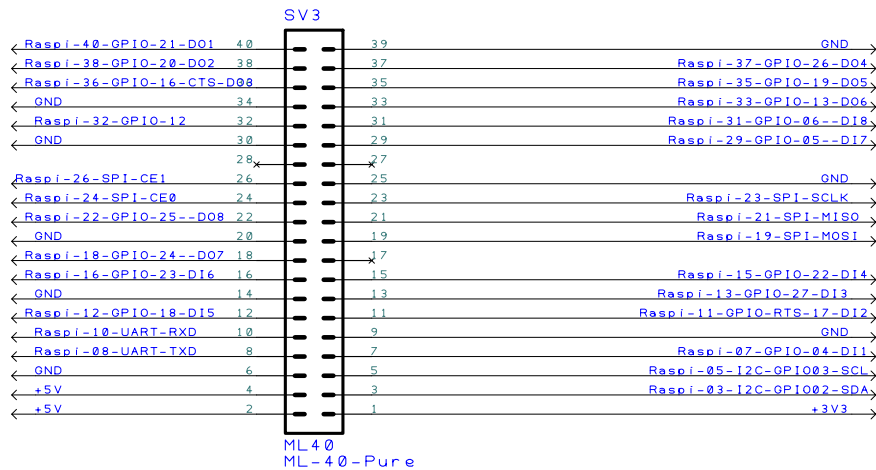 SV3
Raspi-40-GPIO-21-DO1 40 39 GND
Raspi-38-GPIO-20-DO2 38 37 Raspi-37-GPIO-26-DO4
Raspi-36-GPIO-16-CTS-DO3 35 Raspi-35-GPIO-19-DO5
GND 34 33 Raspi-33-GPIO-13-DO6
Raspi-32-GPIO-12 32 31 Raspi-31-GPIO-06--DI8
GND 30 29 Raspi-29-GPIO-05--DI7
28 27
Raspi-26-SPI-CE1 26 25 GND
Raspi-24-SPI-CE0 24 23 Raspi-23-SPI-SCLK
Raspi-22-GPIO-25--DO8 22 21 Raspi-21-SPI-MISO
GND 20 19 Raspi-19-SPI-MOSI
Raspi-18-GPIO-24--DO7 18 17
Raspi-16-GPIO-23-DI6 16 15 Raspi-15-GPIO-22-DI4
GND 14 13 Raspi-13-GPIO-27-DI3
Raspi-12-GPIO-18-DI5 12 11 Raspi-11-GPIO-RTS-17-DI2
Raspi-10-UART-RXD 10 9 GND
Raspi-08-UART-TXD 8 7 Raspi-07-GPIO-04-DI1
GND 6 5 Raspi-05-I2C-GPIO03-SCL
+5V 4 3 Raspi-03-I2C-GPIO02-SDA
+5V 2 1 +3V3
ML40
ML-40-Pure